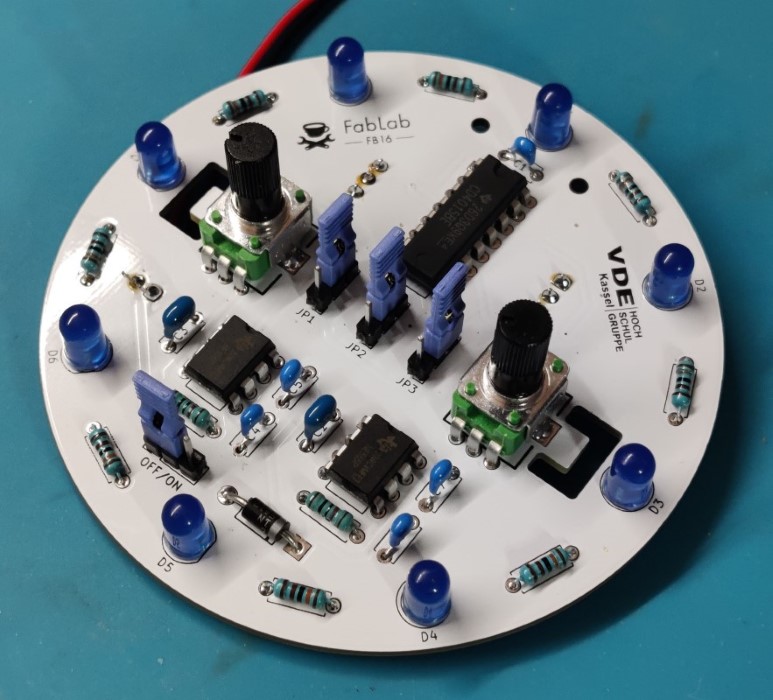 FabLab
FB16
VDE
HOCH
SCHUL
GRUPPE
Kassel
D2
JP1
JP2
JP3
D6
OFF/ON
D3
D5
D4